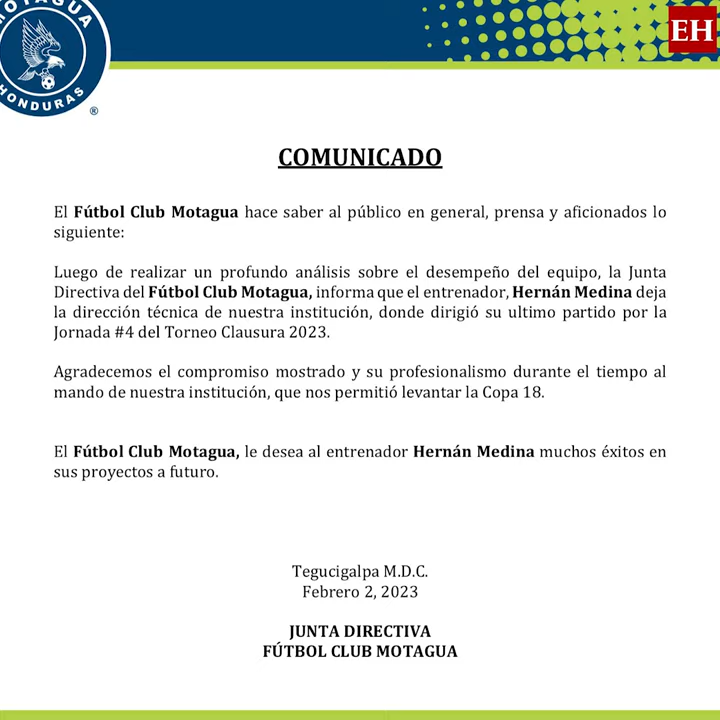 MOTAGUA
EH
HONDURAS
®
COMUNICADO
El Fútbol Club Motagua hace saber al público en general, prensa y aficionados lo
siguiente:
Luego de realizar un profundo análisis sobre el desempeño del equipo, la Junta
Directiva del Fútbol Club Motagua, informa que el entrenador, Hernán Medina deja
la dirección técnica de nuestra institución, donde dirigió su ultimo partido por la
Jornada #4 del Torneo Clausura 2023.
Agradecemos el compromiso mostrado y su profesionalismo durante el tiempo al
mando de nuestra institución, que nos permitió levantar la Copa 18.
El Fútbol Club Motagua, le desea al entrenador Hernán Medina muchos éxitos en
sus proyectos a futuro.
Tegucigalpa M.D.C.
Febrero 2, 2023
JUNTA DIRECTIVA
FÚTBOL CLUB MOTAGUA